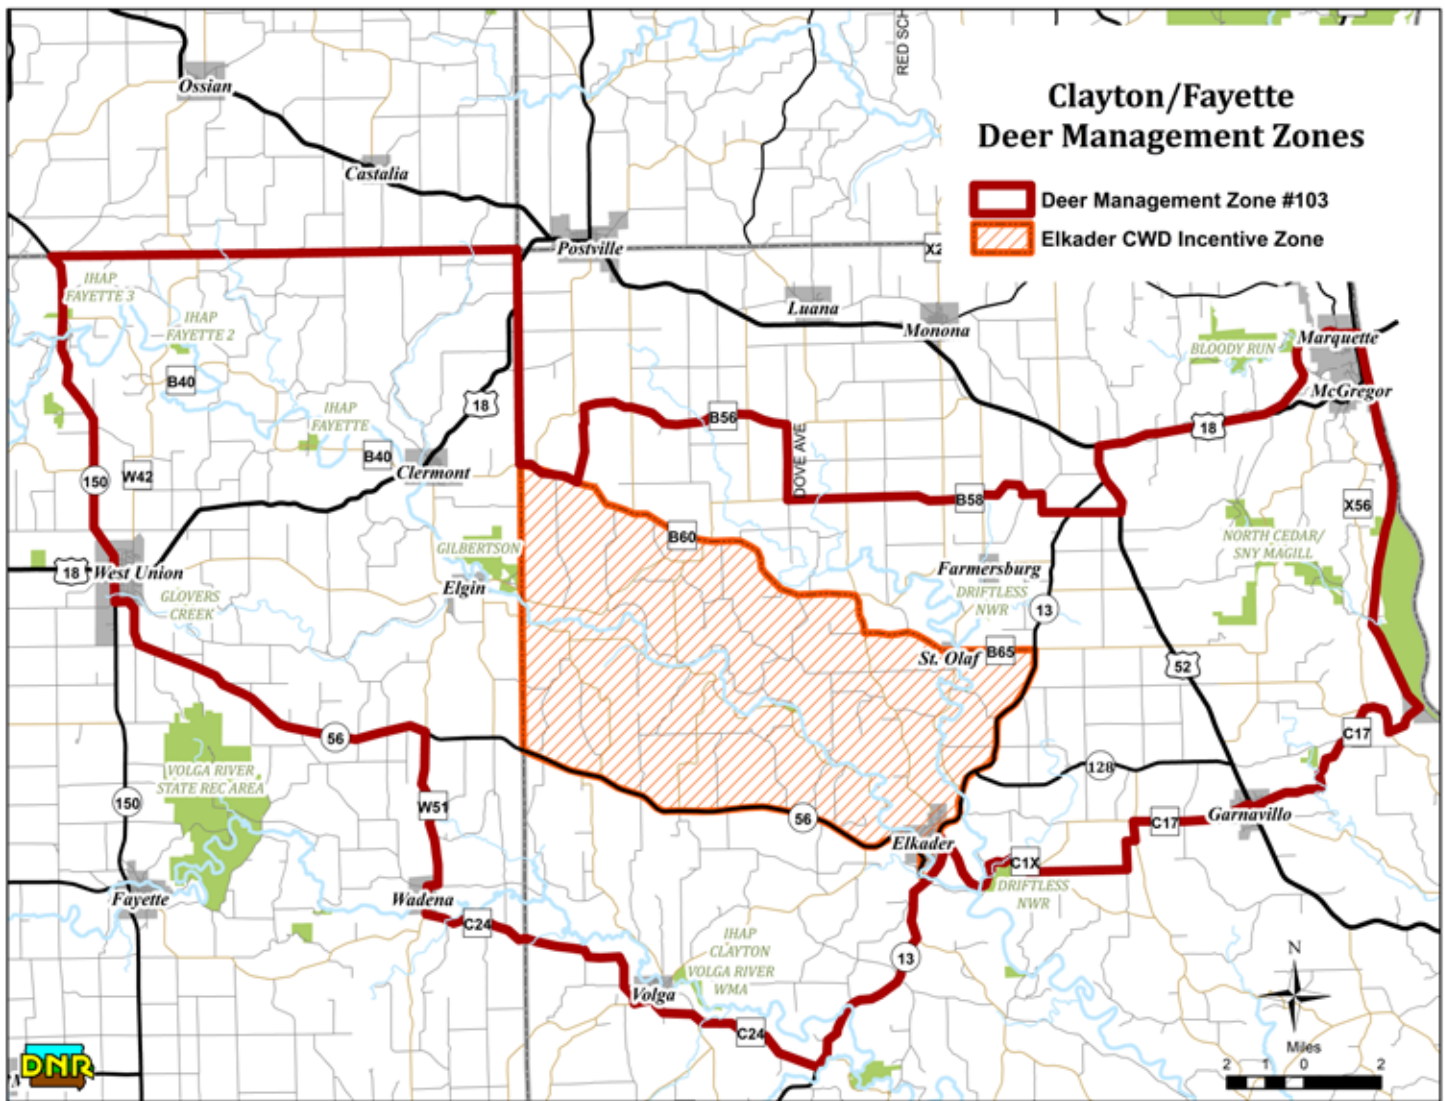 RED SCH
Clayton/Fayette
Deer Management Zones
Deer Management Zone #103
Elkader CWD Incentive Zone
Ossian
Castalia
Postville
X2
IHAP
FAYETTE 3
IHAP
FAYETTE 2
B40
Luana
Monona
Marquette
BLOODY RUN
McGregor
18
IHAP
FAYETTE
B56
18
B40
Clermont
DOVE AVE
150
W42
B58
X56
B60
GILBERTSON
NORTH CEDAR/
SNY MAGILL
18
West Union
Elgin
Farmersburg
GLOVERS
CREEK
DRIFTLESS
NWR
13
St. Olaf
B65
52
56
C17
VOLGA RIVER
STATE REC AREA
128
150
W51
56
Garnavillo
C17
Elkader
C1X
DRIFTLESS
NWR
Fayette
Wadena
C24
IHAP
CLAYTON
VOLGA RIVER
WMA
13
N
Volga
C24
Miles
2 1 0 2
DNR